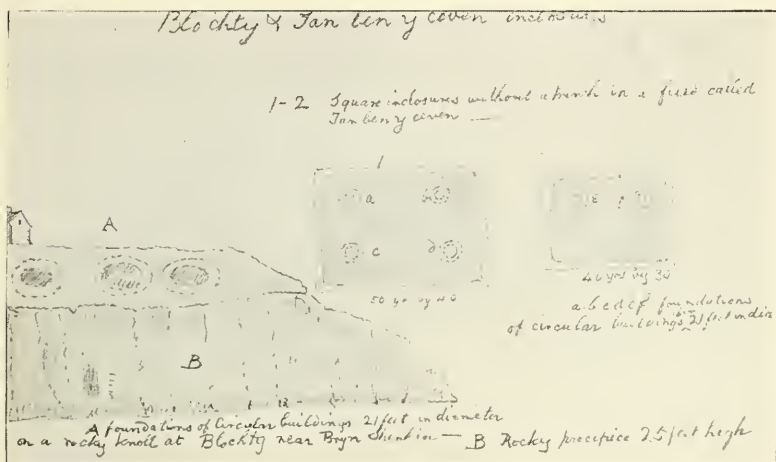 Blochty & Tan ben y coven inclosures
1-2 Square inclosures without a trench in a field called
Tan ben y coven —
1
A
a
c
d
e
50 yds by 40
40 yds by 30
a b c d e f foundations
of circular buildings 21 feet in diam
B
A foundations of Circular buildings 21 feet in diameter
on a rocky knoll at Blochty near Bryn — B Rocky precipice 25 feet high